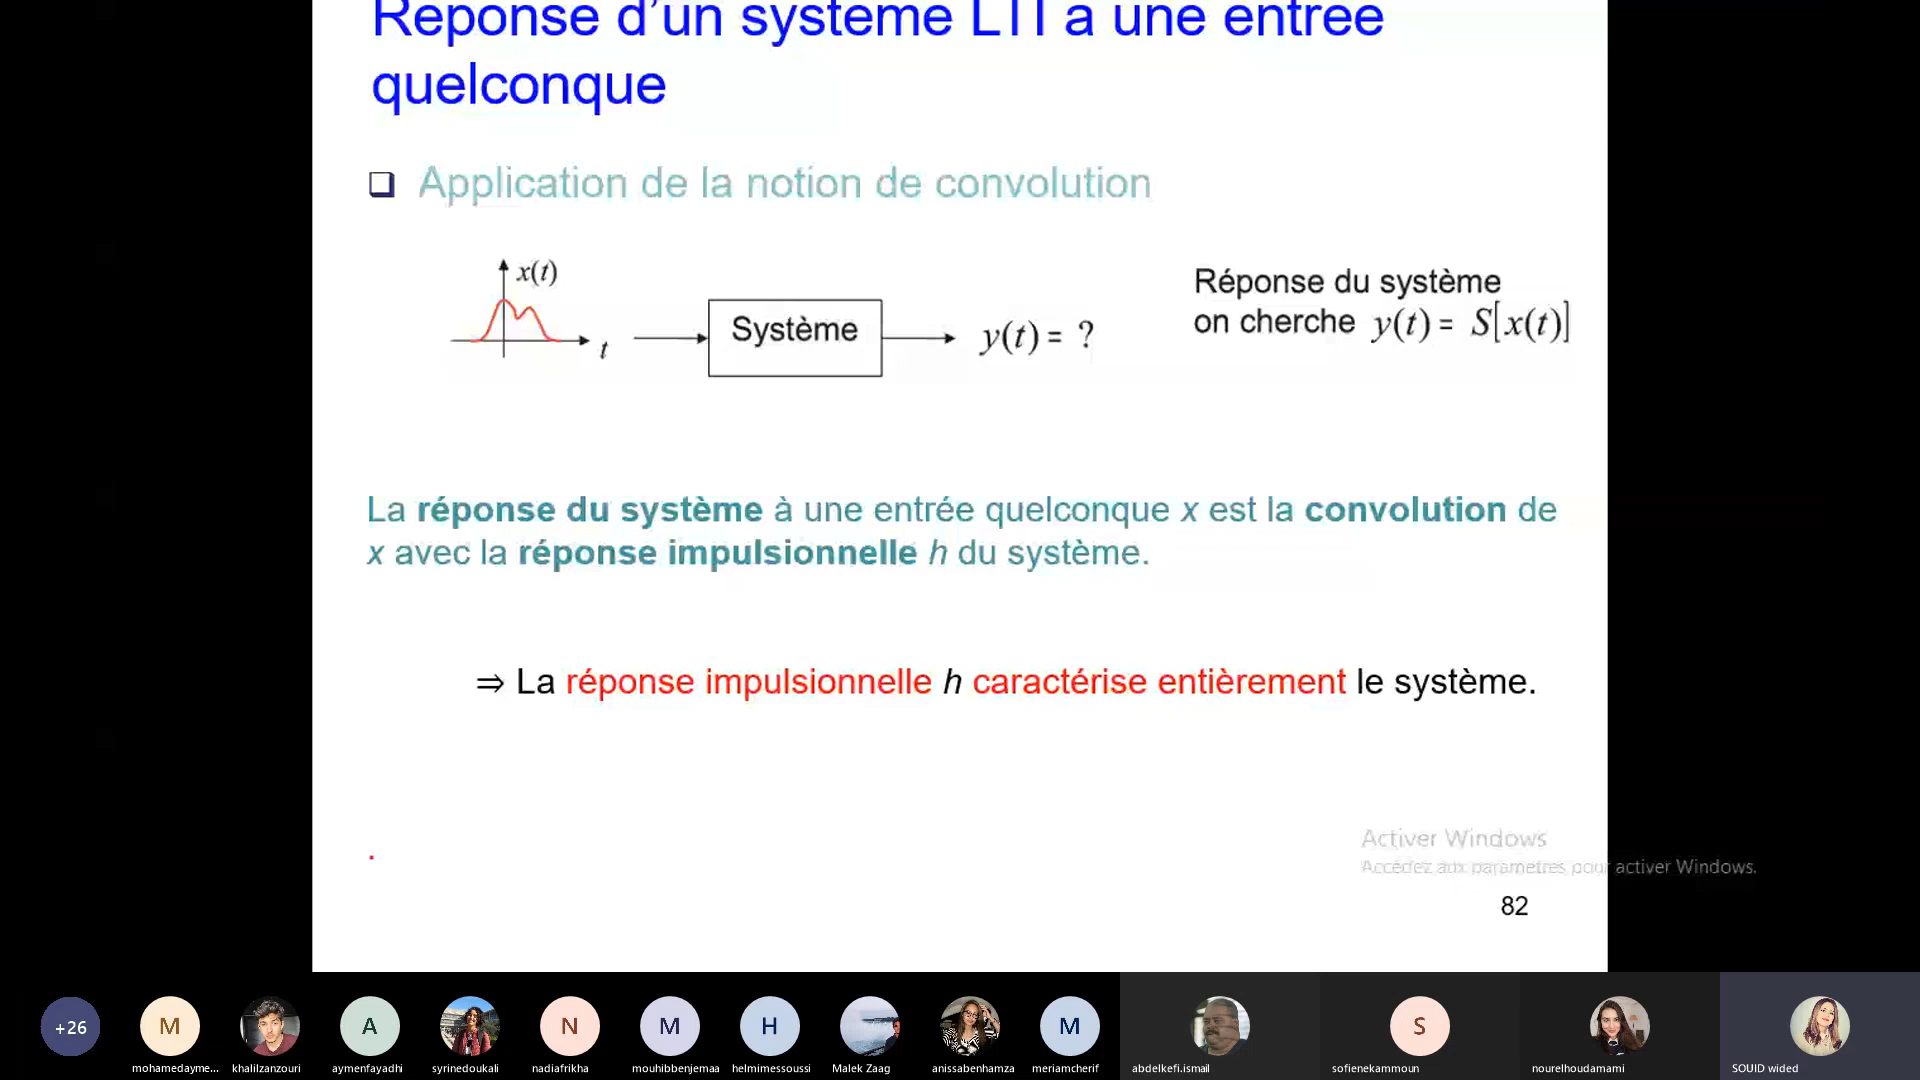 Réponse d'un système LTI à une entrée
quelconque
Application de la notion de convolution
x(t)
t
Système
y(t) = ?
Réponse du système
on cherche y(t) = S[x(t)]
La réponse du système à une entrée quelconque x est la convolution de
x avec la réponse impulsionnelle h du système.
⇒ La réponse impulsionnelle h caractérise entièrement le système.
.
Activer Windows
Accédez aux paramètres pour activer Windows.
82
+26
M
A
N
M
H
M
S
mohamedayme...
khalilzanzouri
aymenfayadhi
syrinedoukali
nadiafrikha
mouhibbenjemaa
helmimessoussi
Malek Zaag
anissabenhamza
meriamcherif
abdelkefi.ismail
sofienekammoun
nourelhoudamami
SOUID wided